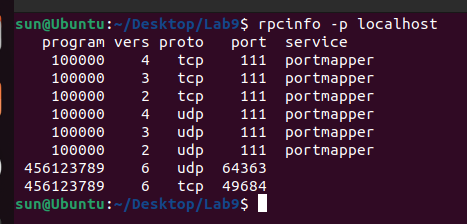 sun@Ubuntu:~/Desktop/Lab9$ rpcinfo -p localhost
   program vers proto   port  service
    100000    4   tcp    111  portmapper
    100000    3   tcp    111  portmapper
    100000    2   tcp    111  portmapper
    100000    4   udp    111  portmapper
    100000    3   udp    111  portmapper
    100000    2   udp    111  portmapper
 456123789    6   udp  64363
 456123789    6   tcp  49684
sun@Ubuntu:~/Desktop/Lab9$